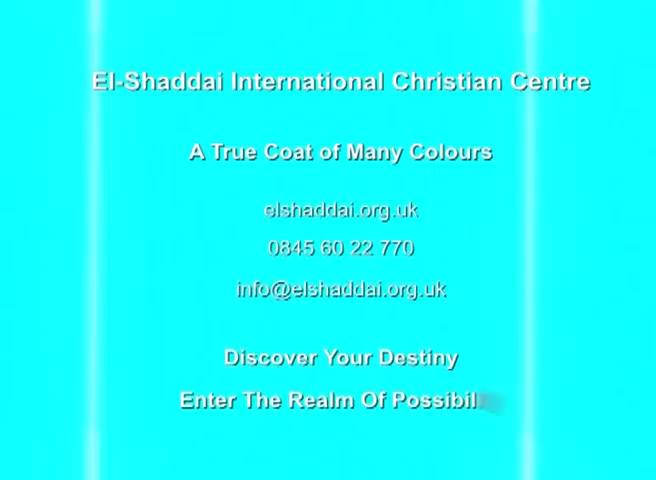 El-Shaddai International Christian Centre
A True Coat of Many Colours
elshaddai.org.uk
0845 60 22 770
info@elshaddai.org.uk
Discover Your Destiny
Enter The Realm Of Possibil